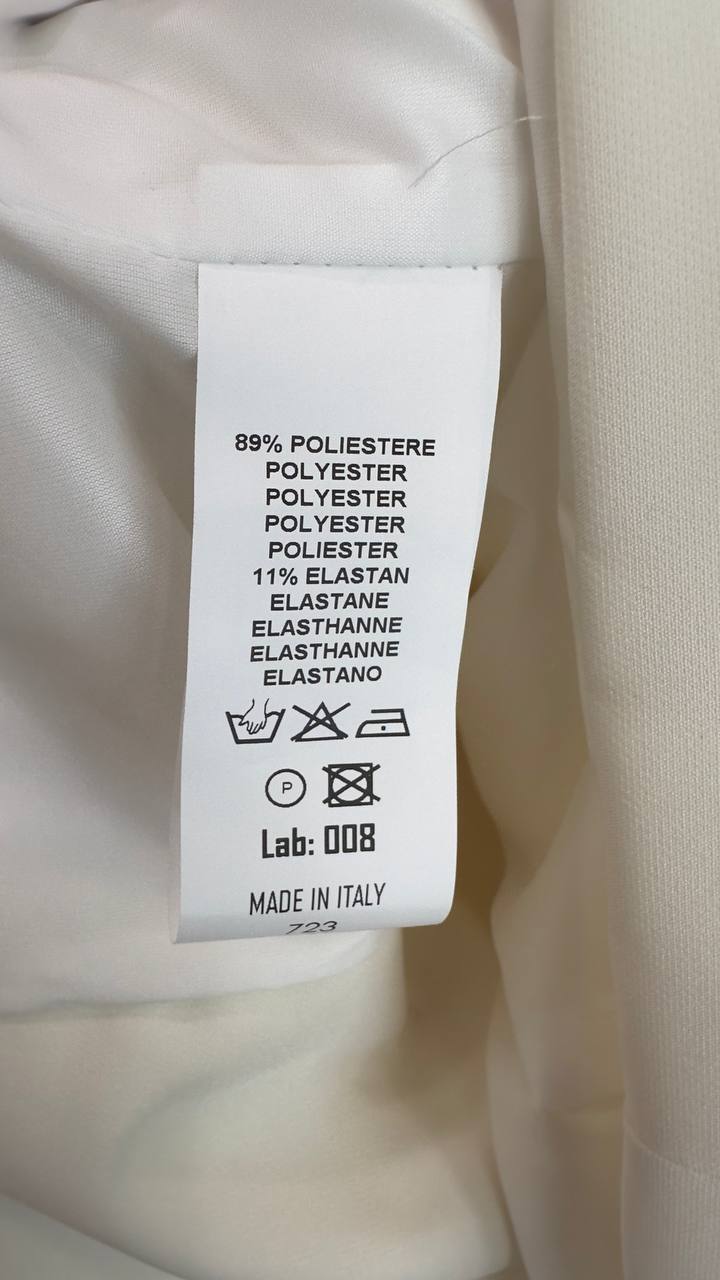 89% POLIESTERE
POLYESTER
POLYESTER
POLYESTER
POLIESTER
11% ELASTAN
ELASTANE
ELASTHANNE
ELASTHANNE
ELASTANO
P
Lab: 008
MADE IN ITALY
723